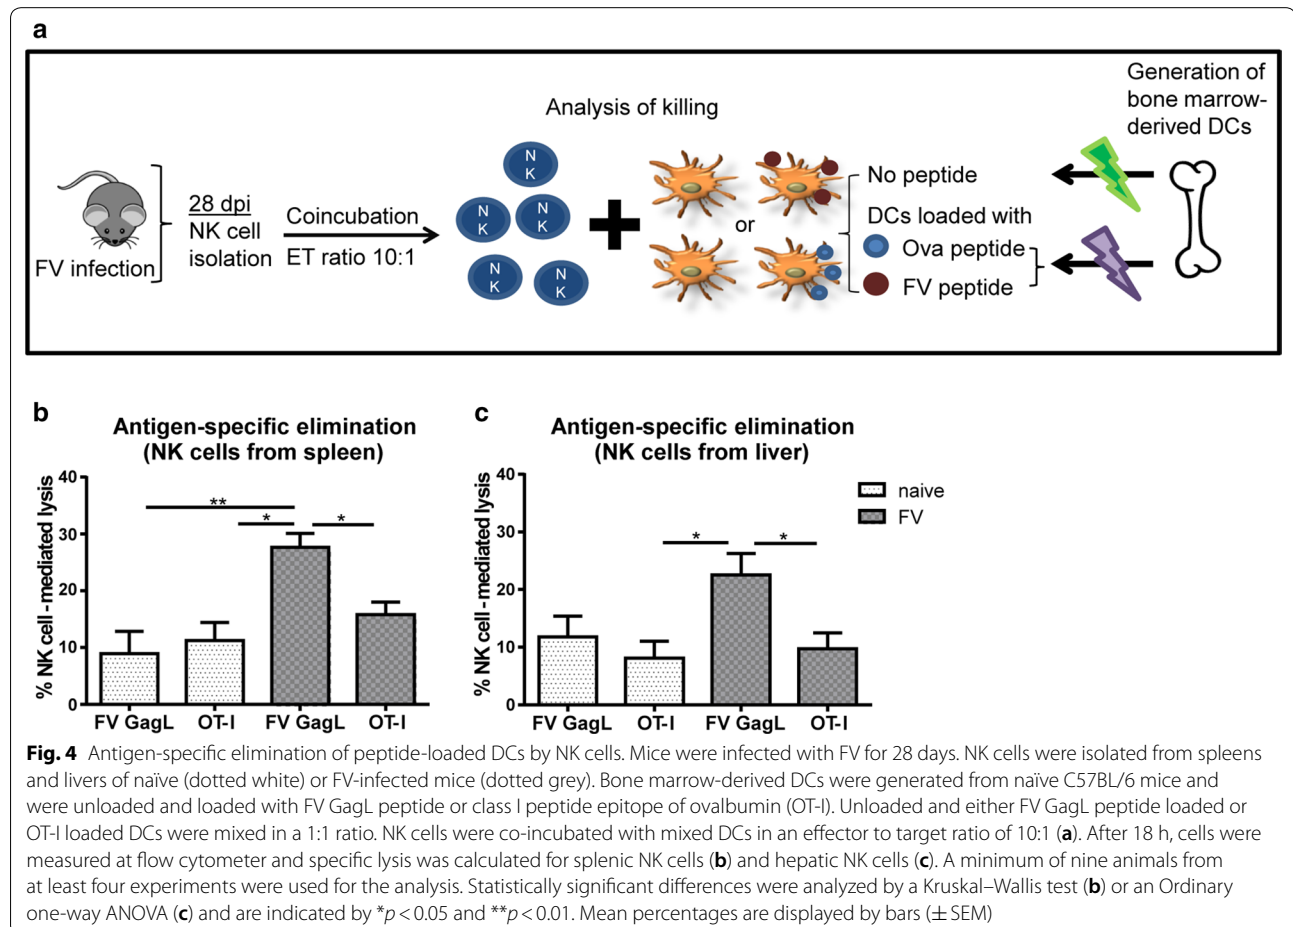 a
Generation of
bone marrow-
derived DCs
Analysis of killing
FV infection
28 dpi
NK cell
isolation
Coincubation
ET ratio 10:1
N
K
N
K
N
K
N
K
N
K
or
No peptide
DCs loaded with
Ova peptide
FV peptide
b
Antigen-specific elimination
(NK cells from spleen)
% NK cell -mediated lysis
40
30
20
10
0
**
*
*
FV GagL
OT-I
FV GagL
OT-I
c
Antigen-specific elimination
(NK cells from liver)
% NK cell -mediated lysis
40
30
20
10
0
*
*
FV GagL
OT-I
FV GagL
OT-I
naive
FV
Fig. 4 Antigen-specific elimination of peptide-loaded DCs by NK cells. Mice were infected with FV for 28 days. NK cells were isolated from spleens
and livers of naïve (dotted white) or FV-infected mice (dotted grey). Bone marrow-derived DCs were generated from naïve C57BL/6 mice and
were unloaded and loaded with FV GagL peptide or class I peptide epitope of ovalbumin (OT-I). Unloaded and either FV GagL peptide loaded or
OT-I loaded DCs were mixed in a 1:1 ratio. NK cells were co-incubated with mixed DCs in an effector to target ratio of 10:1 (a). After 18 h, cells were
measured at flow cytometer and specific lysis was calculated for splenic NK cells (b) and hepatic NK cells (c). A minimum of nine animals from
at least four experiments were used for the analysis. Statistically significant differences were analyzed by a Kruskal–Wallis test (b) or an Ordinary
one-way ANOVA (c) and are indicated by *p < 0.05 and **p < 0.01. Mean percentages are displayed by bars (± SEM)